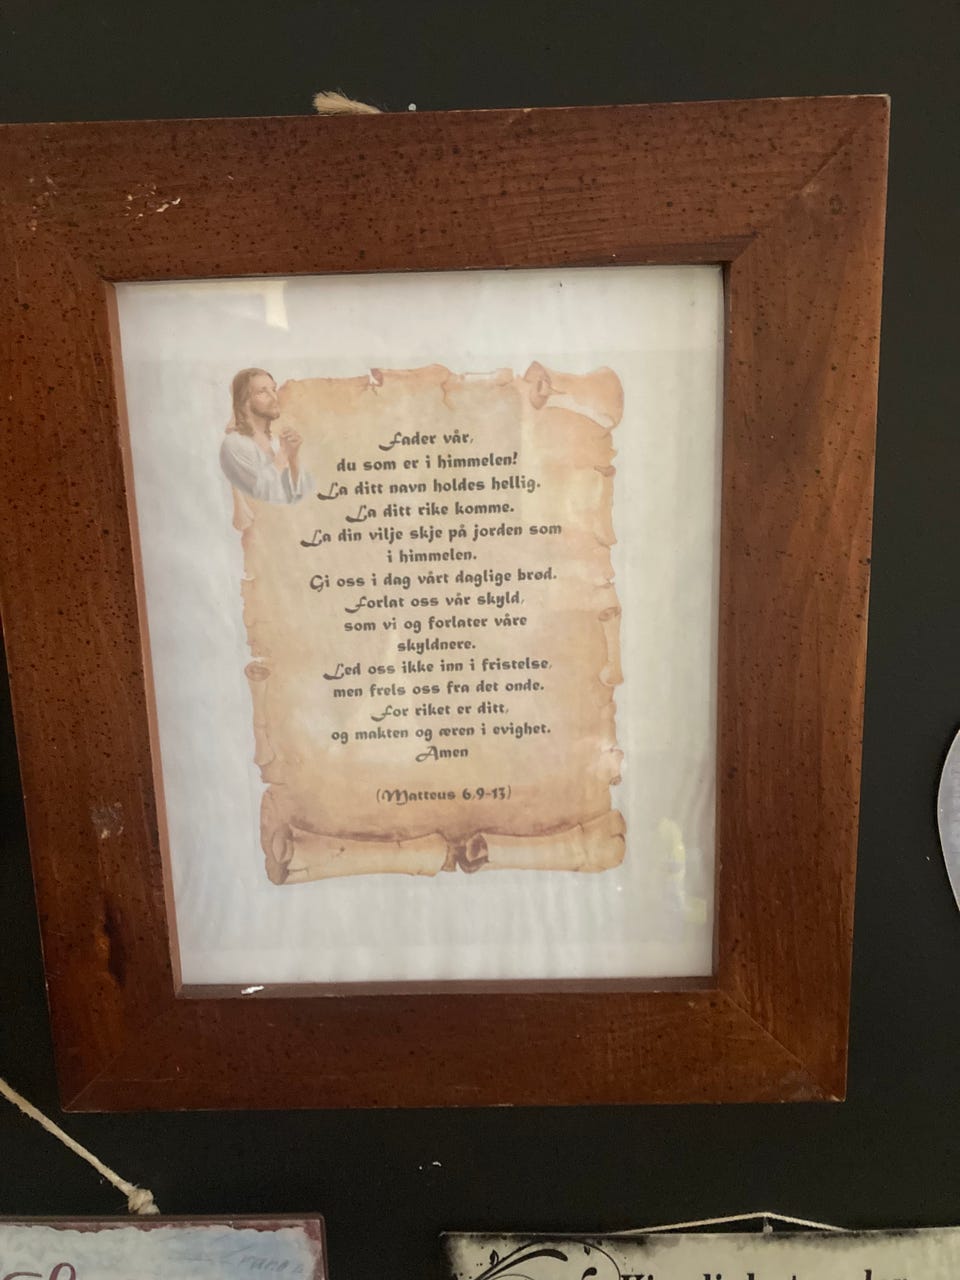 Fader vår,
du som er i himmelen!
La ditt navn holdes hellig.
La ditt rike komme.
La din vilje skje på jorden som
i himmelen.
Gi oss i dag vårt daglige brød.
Forlat oss vår skyld,
som vi og forlater våre
skyldnere.
Led oss ikke inn i fristelse,
men frels oss fra det onde.
For riket er ditt,
og makten og æren i evighet.
Amen
(Matteus 6,9-13)